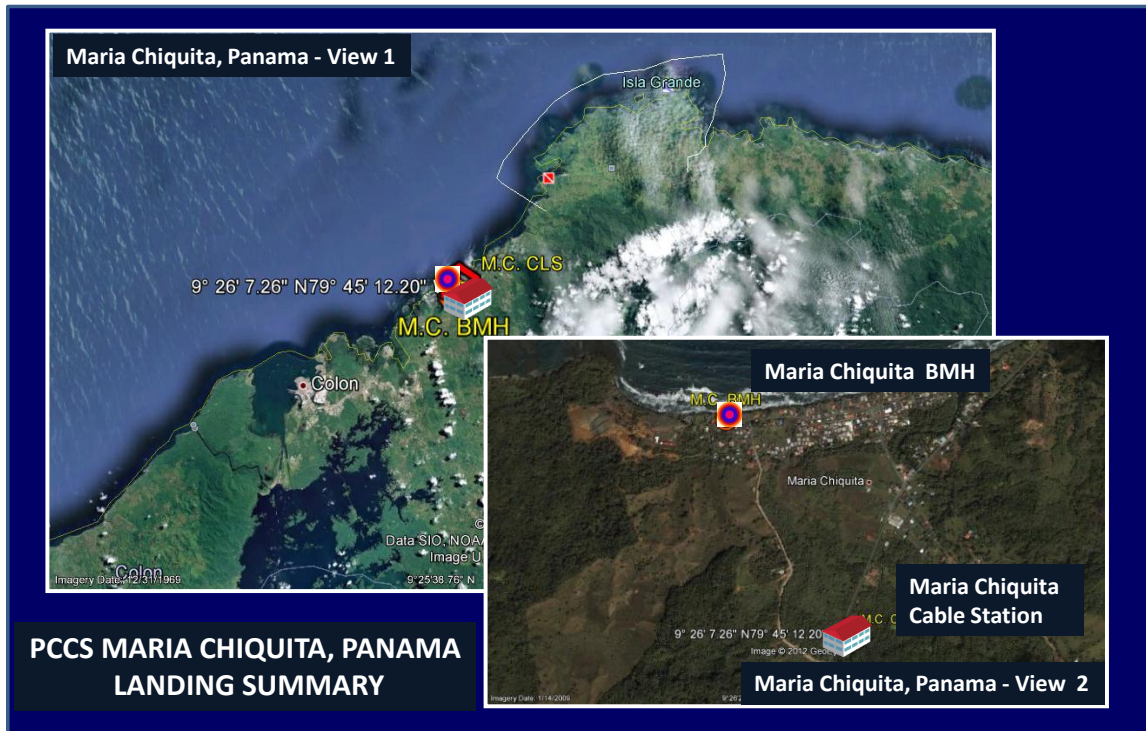 Maria Chiquita, Panama - View 1
Isla Grande
M.C. CLS
9° 26' 7.26" N79° 45' 12.20"
M.C. BMH
Colon
Data SIO, NOAA
Image U
Colon
Imagery Date: 12/31/1969
9°25'38.76" N
Maria Chiquita BMH
M.C. BMH
Maria Chiquita
Maria Chiquita
Cable Station
M.C. C
9° 26' 7.26" N79° 45' 12.20"
Image © 2012 GeoEy
Maria Chiquita, Panama - View 2
Imagery Date: 1/14/2009
PCCS MARIA CHIQUITA, PANAMA
LANDING SUMMARY